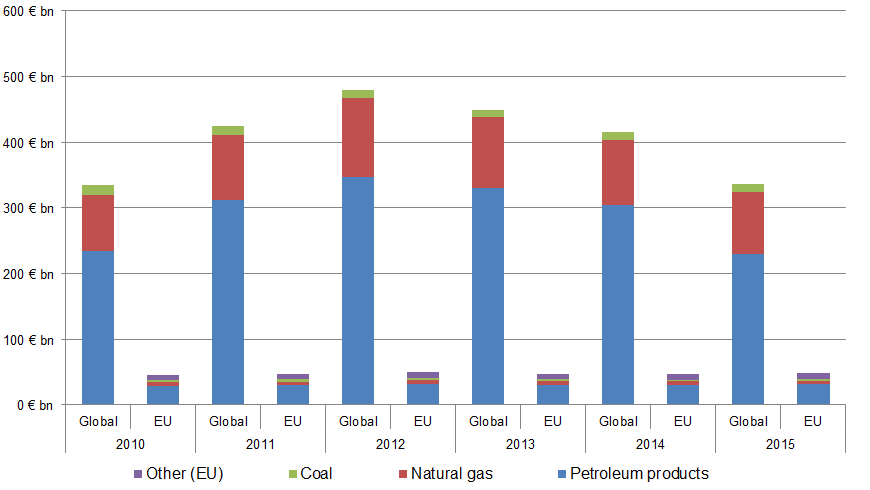 600 € bn
500 € bn
400 € bn
300 € bn
200 € bn
100 € bn
0 € bn
Global EU Global EU Global EU Global EU Global EU Global EU
2010 2011 2012 2013 2014 2015
Other (EU) Coal Natural gas Petroleum products